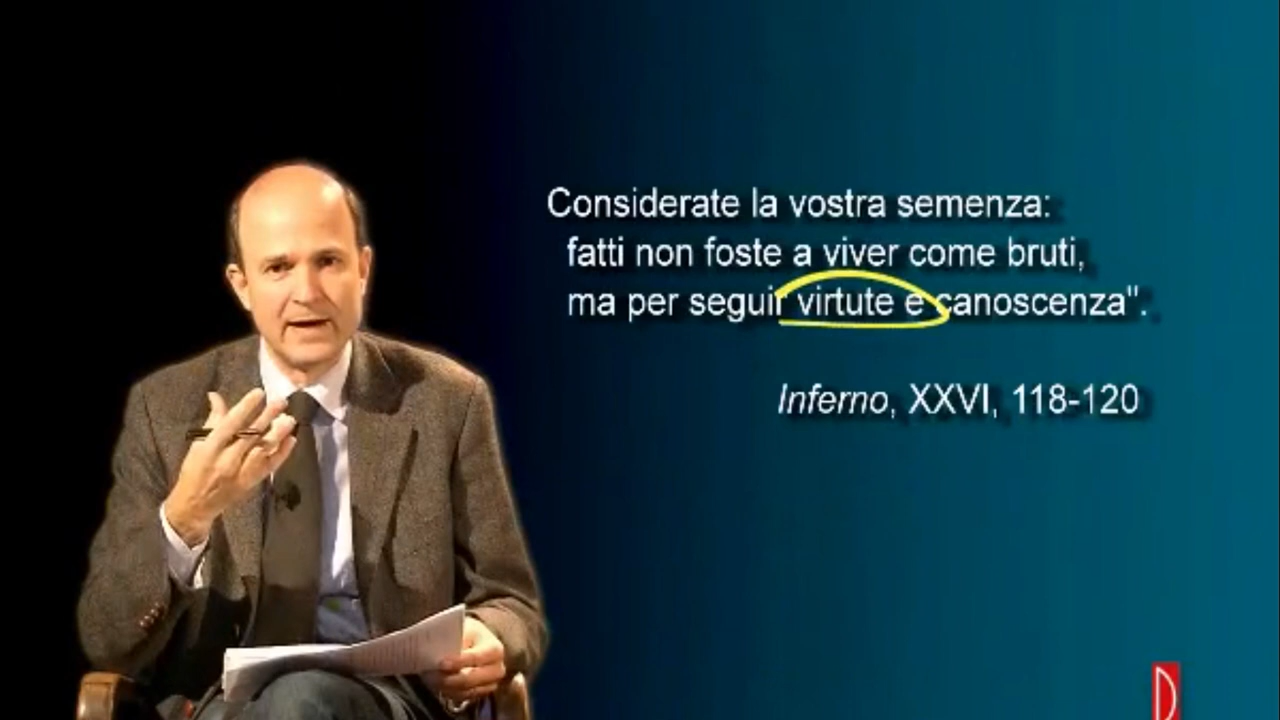 Considerate la vostra semenza:
fatti non foste a viver come bruti,
ma per seguir virtute e canoscenza".
Inferno, XXVI, 118-120